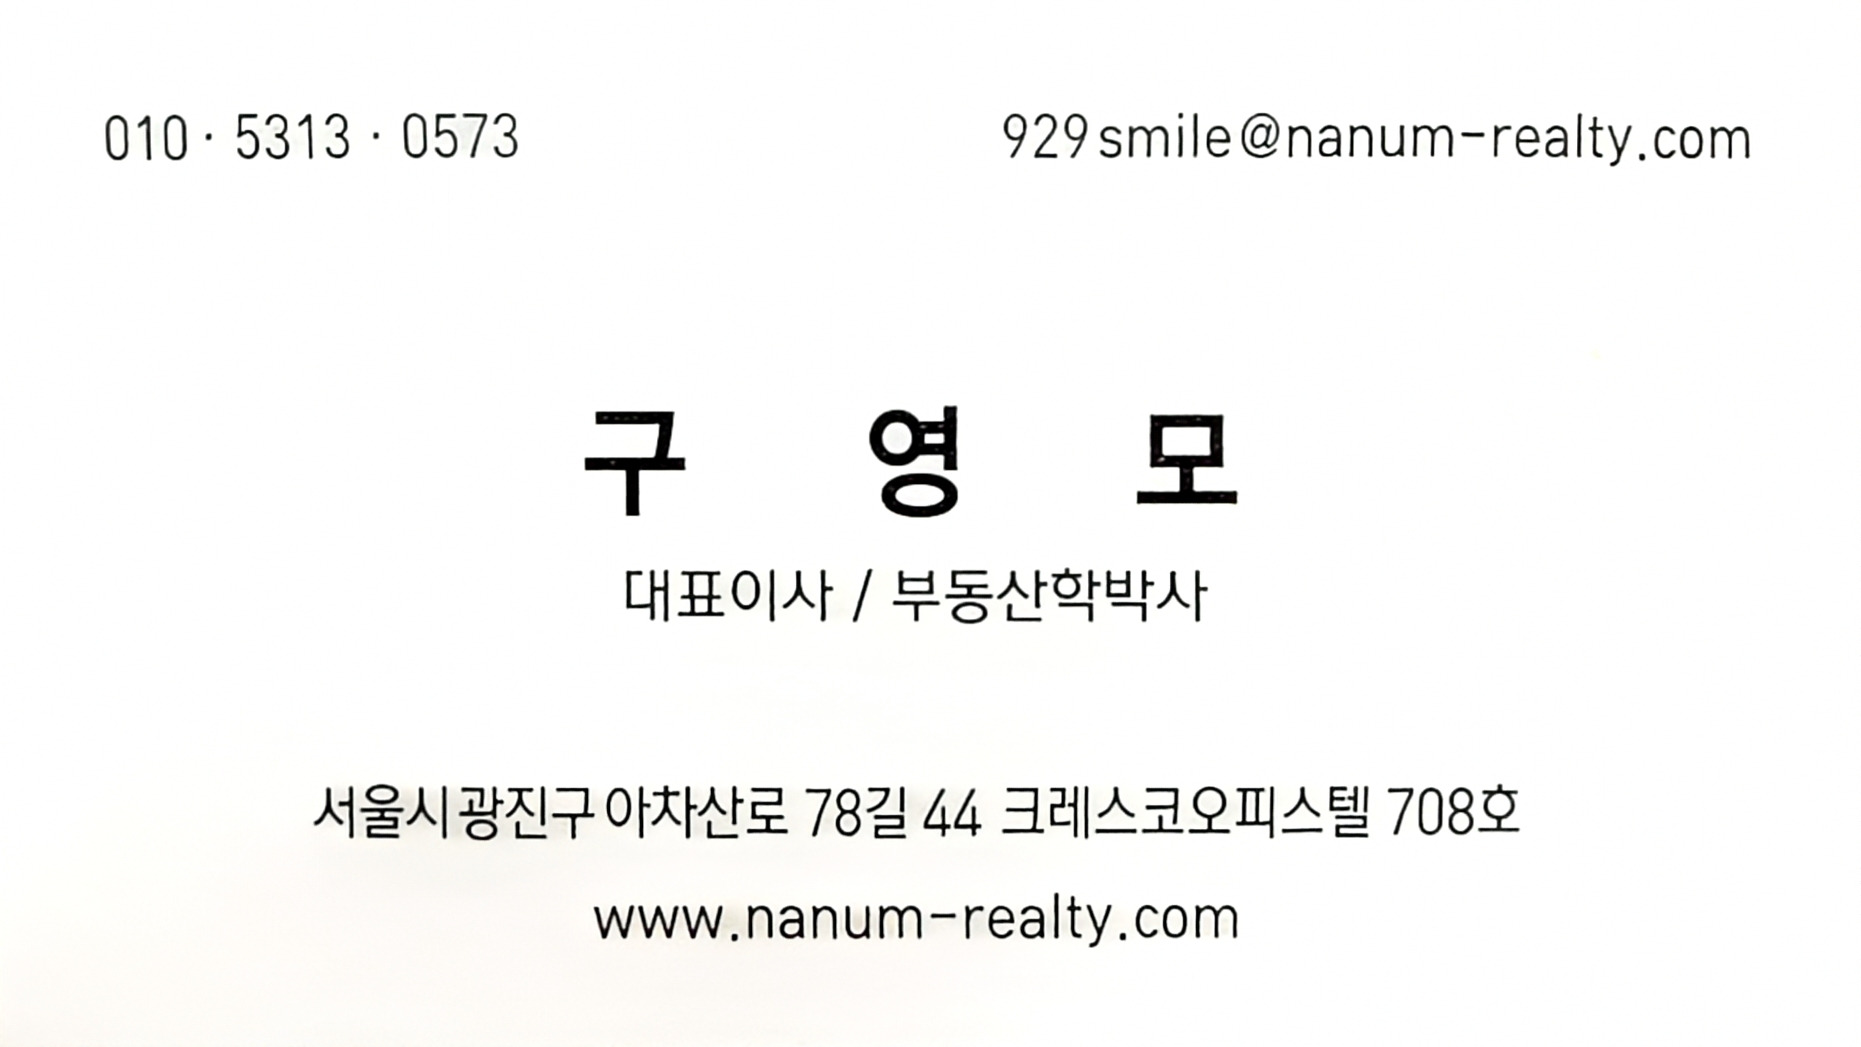 010 · 5313 · 0573
929smile@nanum-realty.com
구 영 모
대표이사 / 부동산학박사
서울시 광진구 아차산로 78길 44 크레스코오피스텔 708호
www.nanum-realty.com